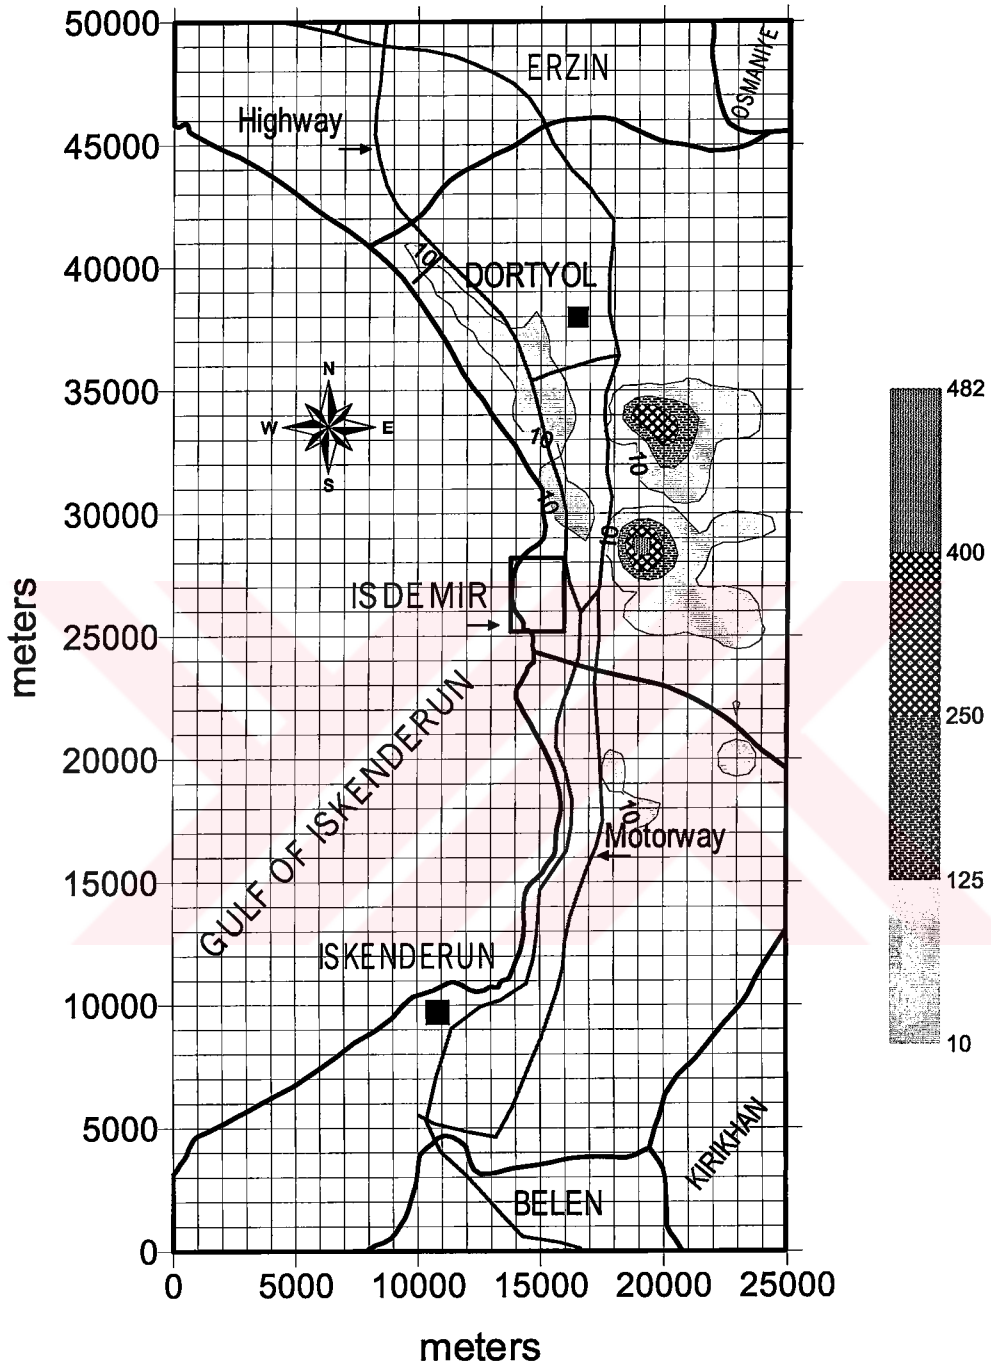 50000
ERZIN
OSMANIYE
Highway
45000
10
40000
DORTYOL
N
W E
S
35000
482
10
10
10
30000
10
400
ISDEMIR
25000
meters
GULF OF ISKENDERUN
250
20000
10
Motorway
15000
125
ISKENDERUN
10000
10
5000
KIRIKHAN
BELEN
0
0 5000 10000 15000 20000 25000
meters